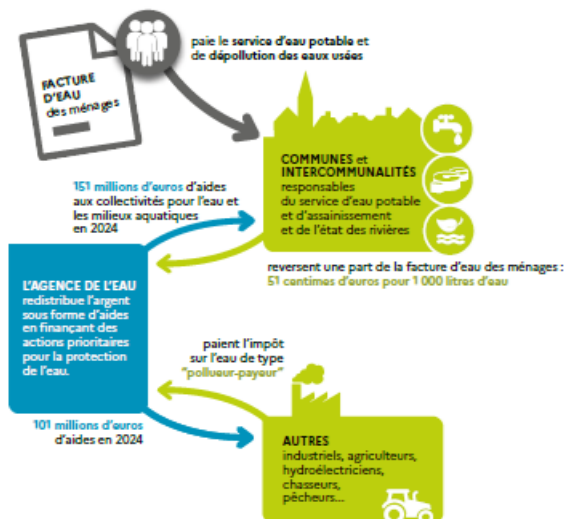 FACTURE
D'EAU
des ménages
paie le service d'eau potable et
de dépollution des eaux usées
COMMUNES et
INTERCOMMUNALITÉS
responsables
du service d'eau potable
et d'assainissement
et de l'état des rivières
151 millions d'euros d'aides
aux collectivités pour l'eau et
les milieux aquatiques
en 2024
reversent une part de la facture d'eau des ménages :
51 centimes d'euros pour 1 000 litres d'eau
L'AGENCE DE L'EAU
redistribue l'argent
sous forme d'aides
en finançant des
actions prioritaires
pour la protection
de l'eau.
paient l'impôt
sur l'eau de type
"pollueur-payeur"
101 millions d'euros
d'aides en 2024
AUTRES
industriels, agriculteurs,
hydroélectriciens,
chasseurs,
pêcheurs...